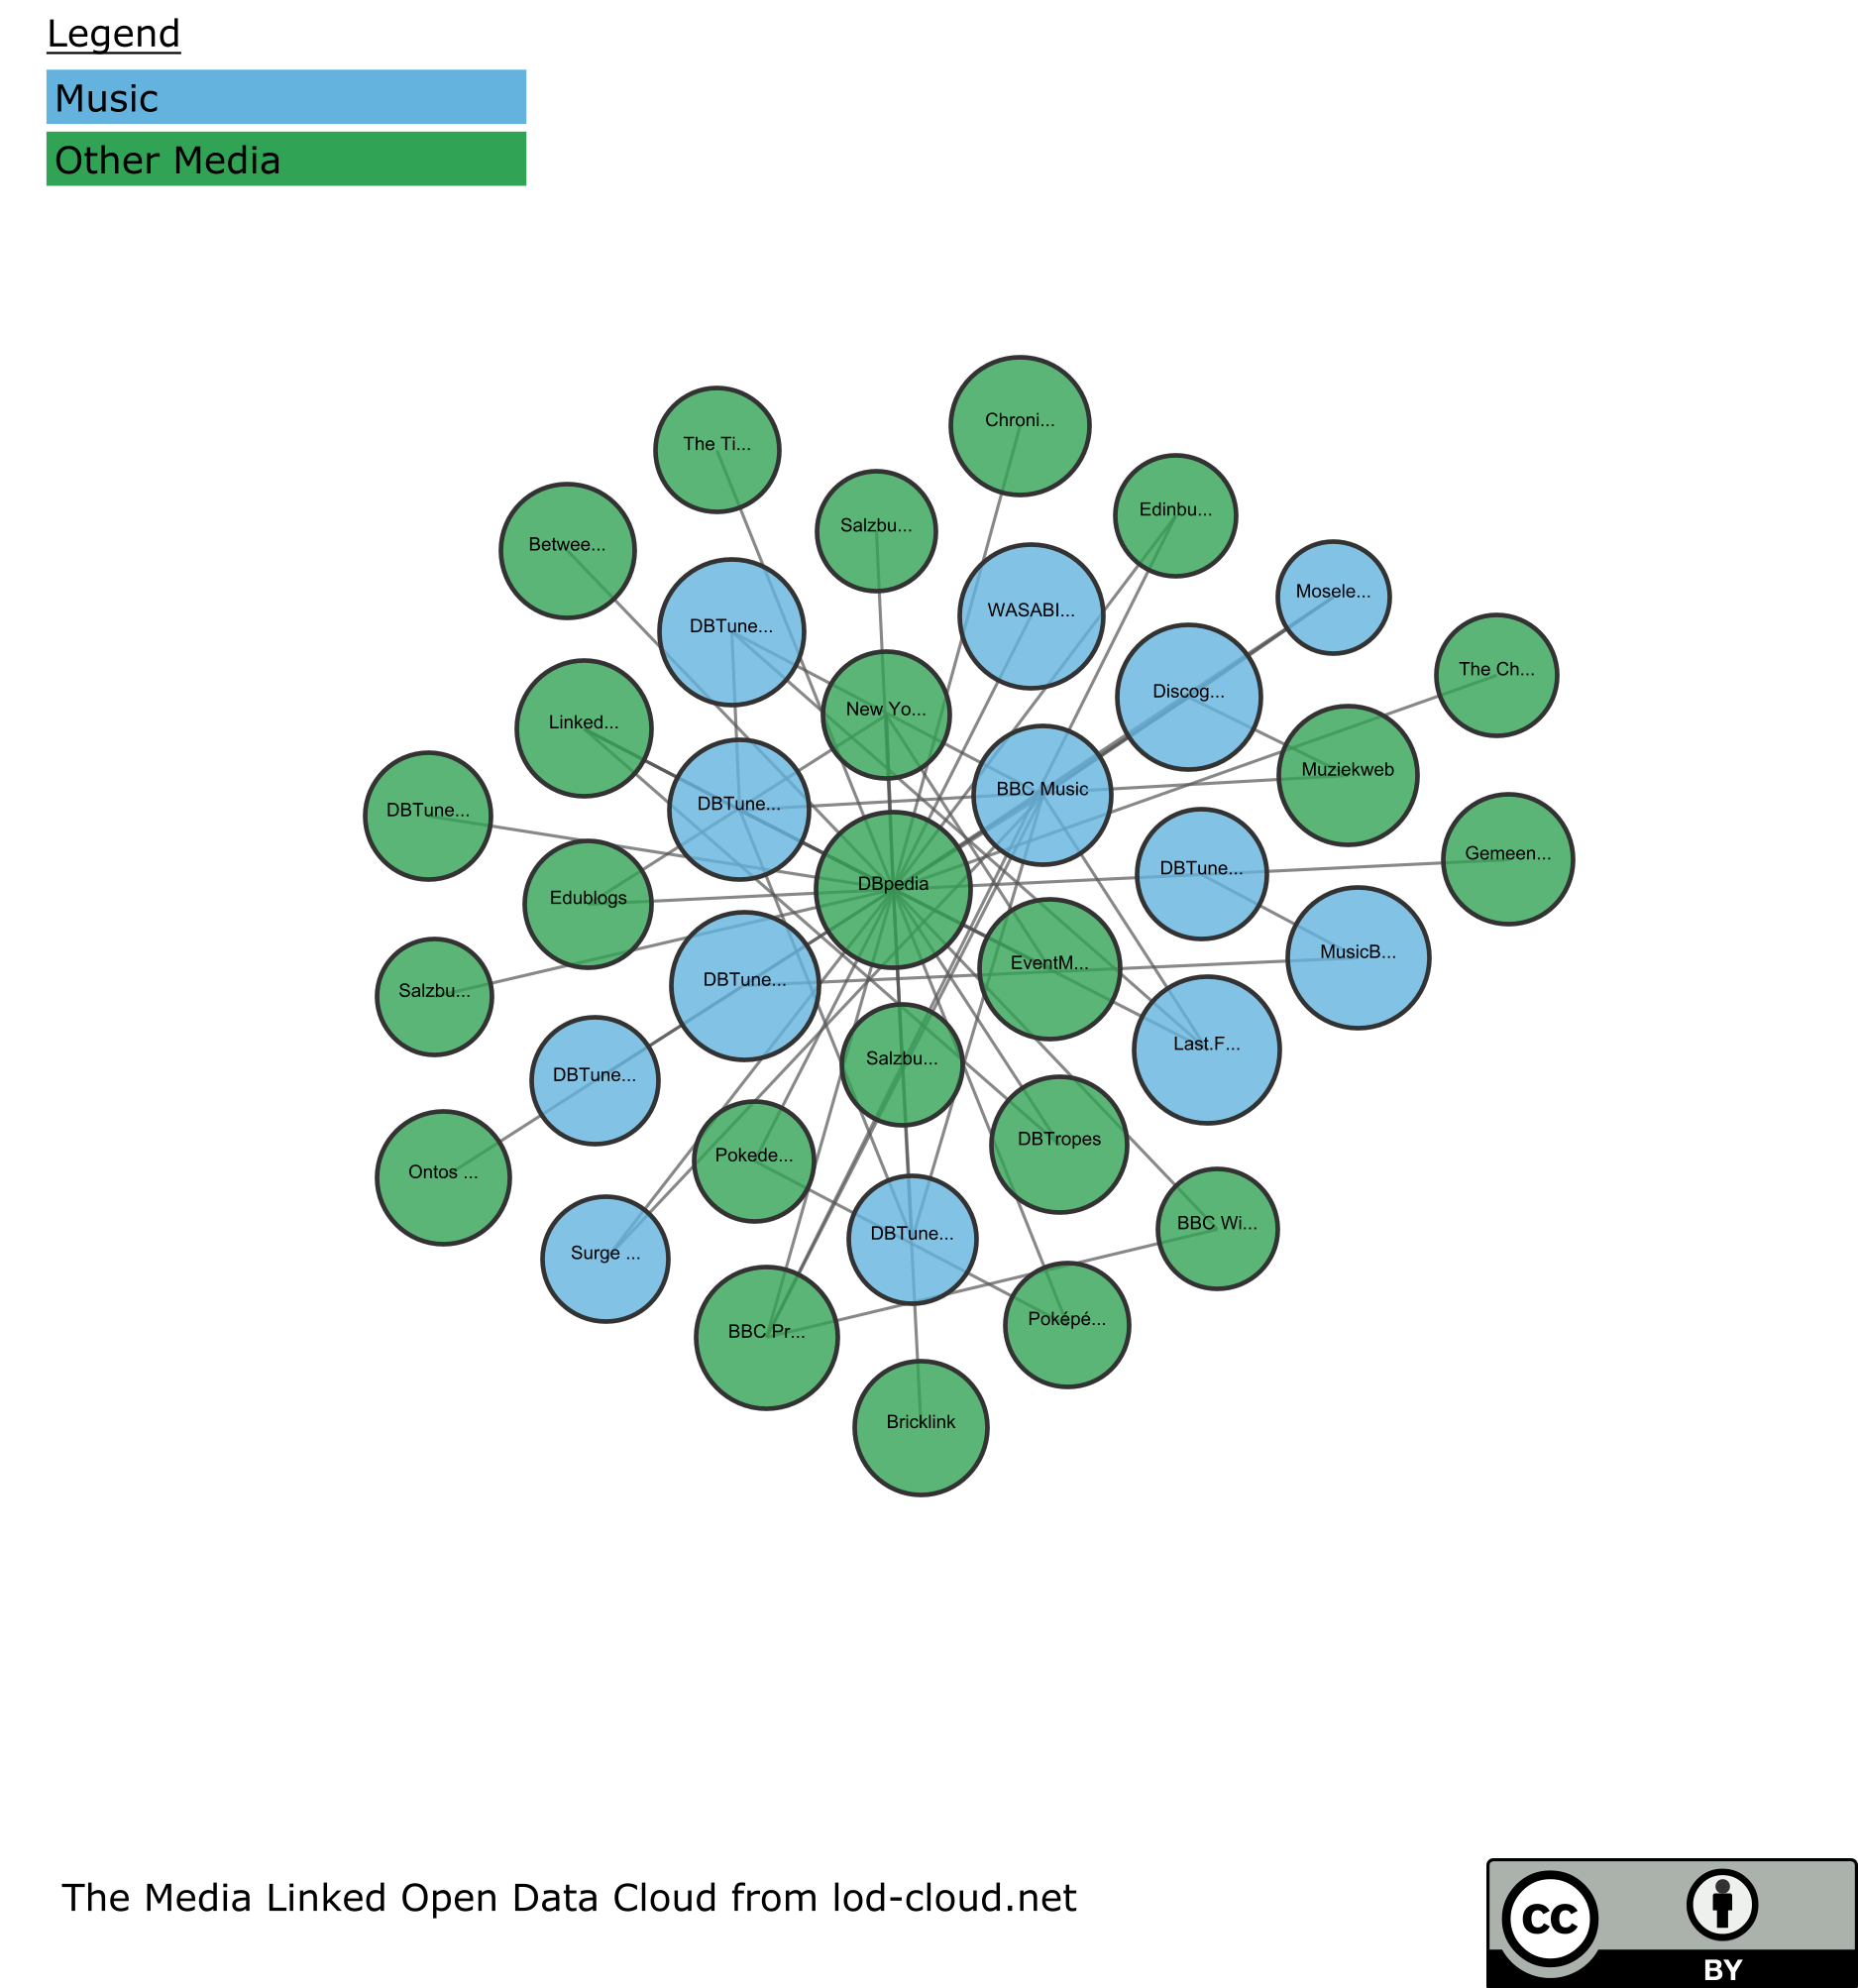 Legend
Music
Other Media
Chroni...
The Ti...
Edinbu...
Salzbu...
Betwee...
Mosele...
WASABI...
DBTune...
The Ch...
Discog...
New Yo...
Linked...
Muziekweb
BBC Music
DBTune...
DBTune...
Gemeen...
DBTune...
DBpedia
Edublogs
MusicB...
EventM...
DBTune...
Salzbu...
Last.F...
Salzbu...
DBTune...
DBTropes
Pokede...
Ontos ...
BBC Wi...
DBTune...
Surge ...
Poképé...
BBC Pr...
Bricklink
The Media Linked Open Data Cloud from lod-cloud.net
cc
BY